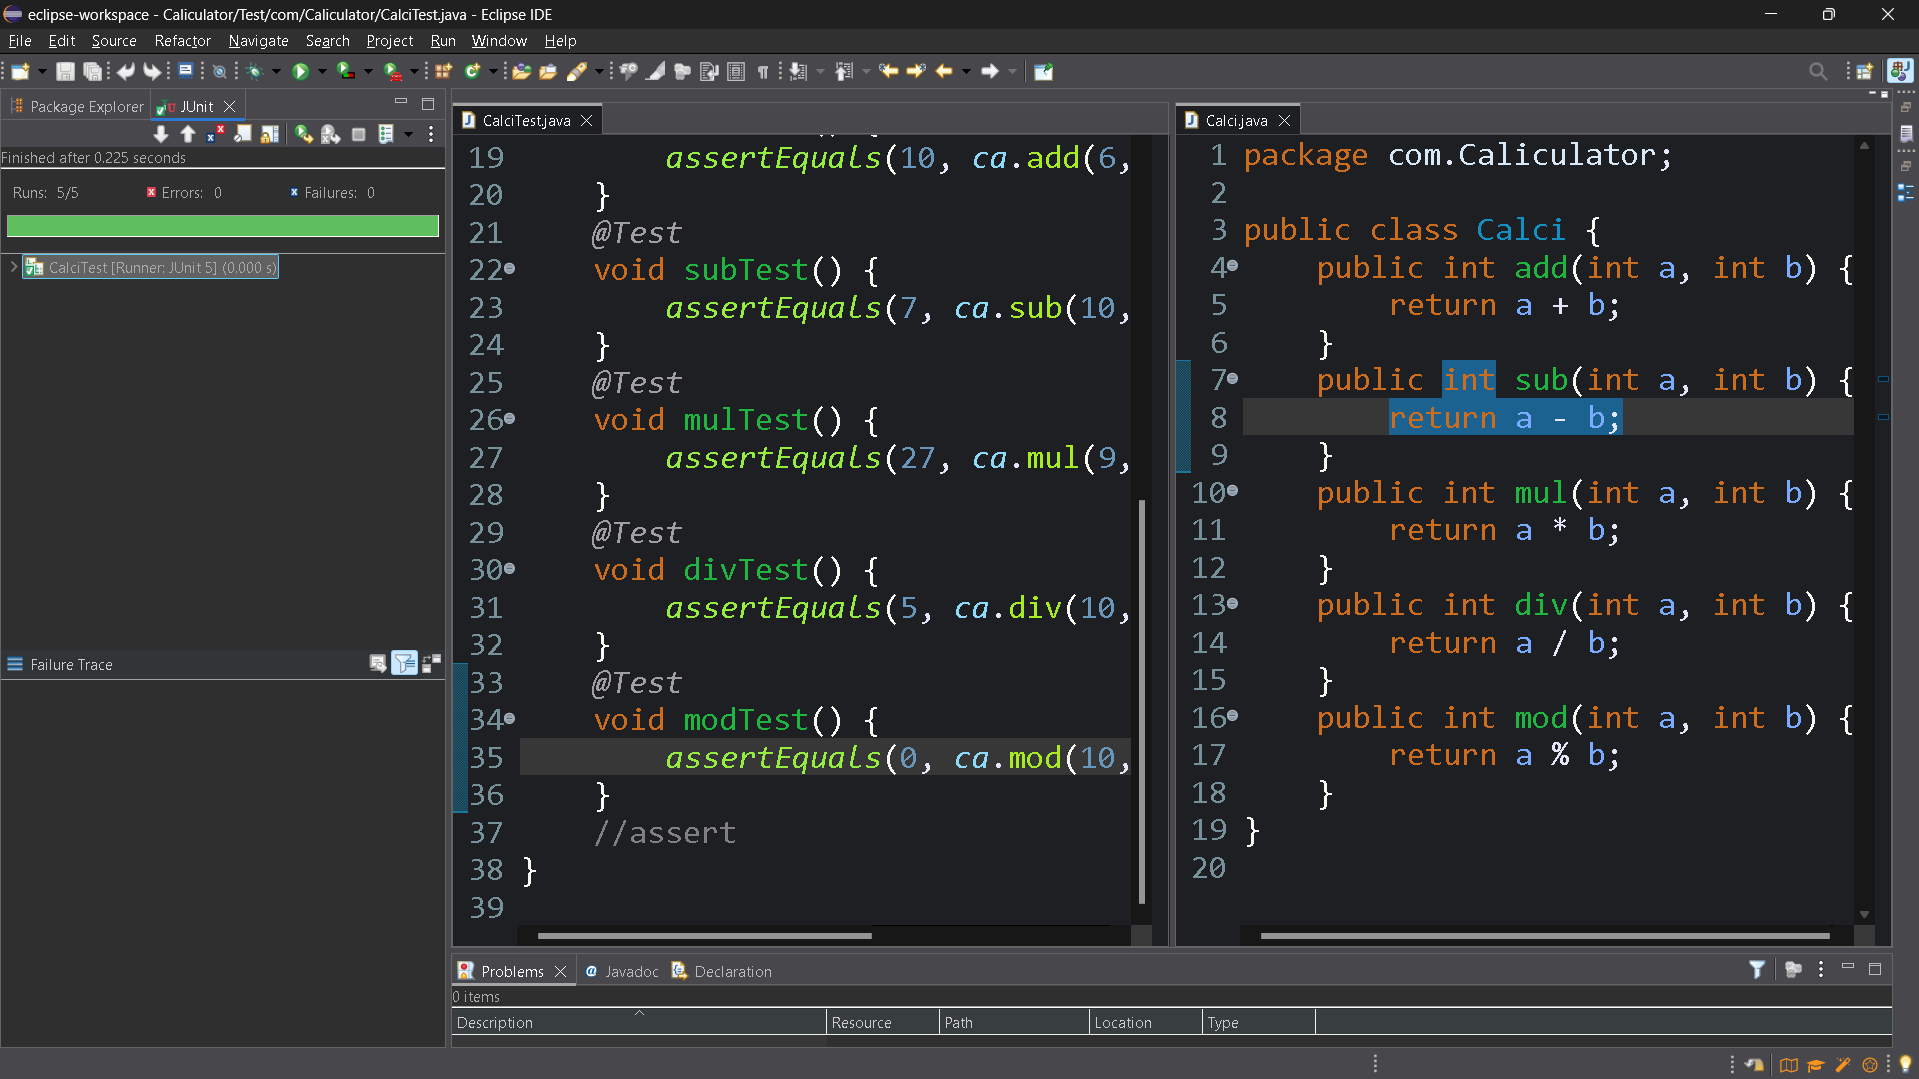 eclipse-workspace - Caliculator/Test/com/Caliculator/CalciTest.java - Eclipse IDE
File Edit Source Refactor Navigate Search Project Run Window Help
Package Explorer JUnit
Finished after 0.225 seconds
Runs: 5/5 Errors: 0 Failures: 0
CalciTest [Runner: JUnit 5] (0.000 s)
Failure Trace
CalciTest.java
19 assertEquals(10, ca.add(6,
20 }
21 @Test
22 void subTest() {
23 assertEquals(7, ca.sub(10,
24 }
25 @Test
26 void mulTest() {
27 assertEquals(27, ca.mul(9,
28 }
29 @Test
30 void divTest() {
31 assertEquals(5, ca.div(10,
32 }
33 @Test
34 void modTest() {
35 assertEquals(0, ca.mod(10,
36 }
37 //assert
38 }
39
Calci.java
1 package com.Caliculator;
2
3 public class Calci {
4 public int add(int a, int b) {
5 return a + b;
6 }
7 public int sub(int a, int b) {
8 return a - b;
9 }
10 public int mul(int a, int b) {
11 return a * b;
12 }
13 public int div(int a, int b) {
14 return a / b;
15 }
16 public int mod(int a, int b) {
17 return a % b;
18 }
19 }
20
Problems @ Javadoc Declaration
0 items
Description Resource Path Location Type